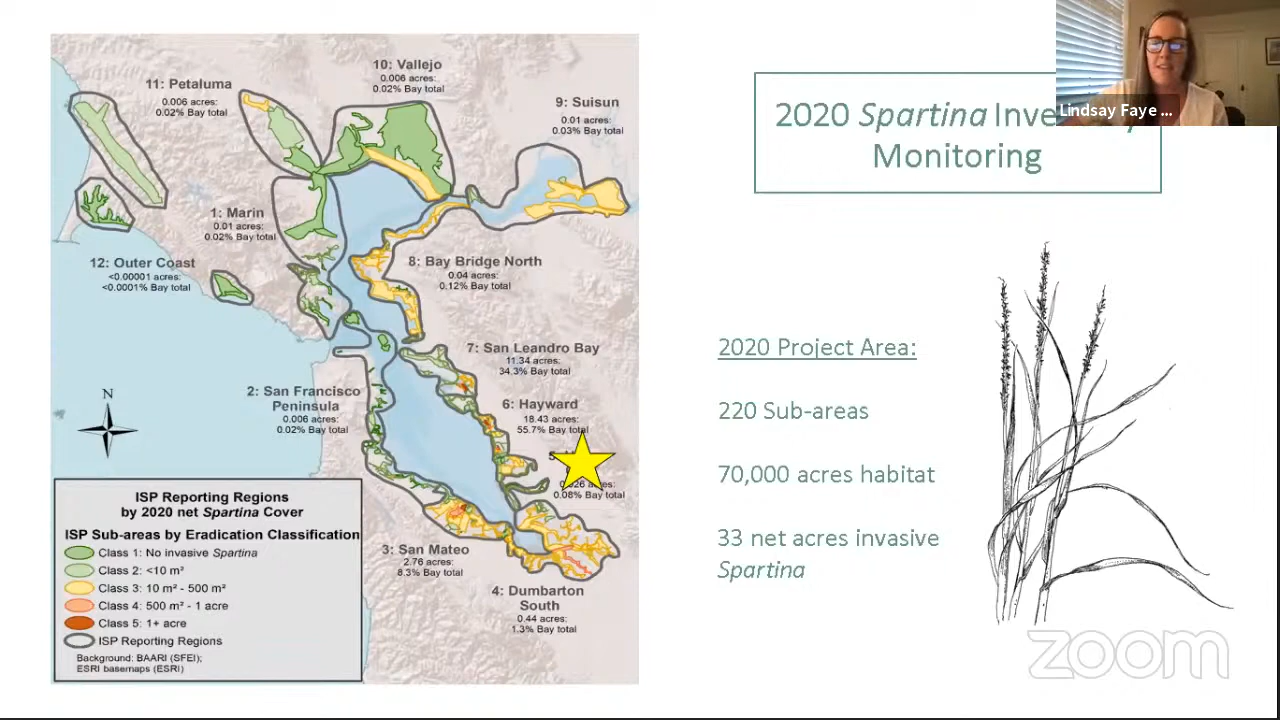 11: Petaluma
0.006 acres:
0.02% Bay total
10: Vallejo
0.006 acres:
0.02% Bay total
9: Suisun
0.01 acres:
0.03% Bay total
1: Marin
0.01 acres:
0.02% Bay total
12: Outer Coast
<0.00001 acres:
<0.0001% Bay total
8: Bay Bridge North
0.04 acres:
0.12% Bay total
7: San Leandro Bay
11.34 acres:
34.3% Bay total
2: San Francisco
Peninsula
0.006 acres:
0.02% Bay total
6: Hayward
18.43 acres:
55.7% Bay total
acres:
0.08% Bay total
3: San Mateo
2.76 acres:
8.3% Bay total
4: Dumbarton
South
0.44 acres:
1.3% Bay total
N
ISP Reporting Regions
by 2020 net Spartina Cover
ISP Sub-areas by Eradication Classification
Class 1: No invasive Spartina
Class 2: <10 m²
Class 3: 10 m² - 500 m²
Class 4: 500 m² - 1 acre
Class 5: 1+ acre
ISP Reporting Regions
Background: BAARI (SFEI);
ESRI basemaps (ESRI)
2020 Spartina
Monitoring
Lindsay Faye ...
2020 Project Area:
220 Sub-areas
70,000 acres habitat
33 net acres invasive
Spartina
zoom